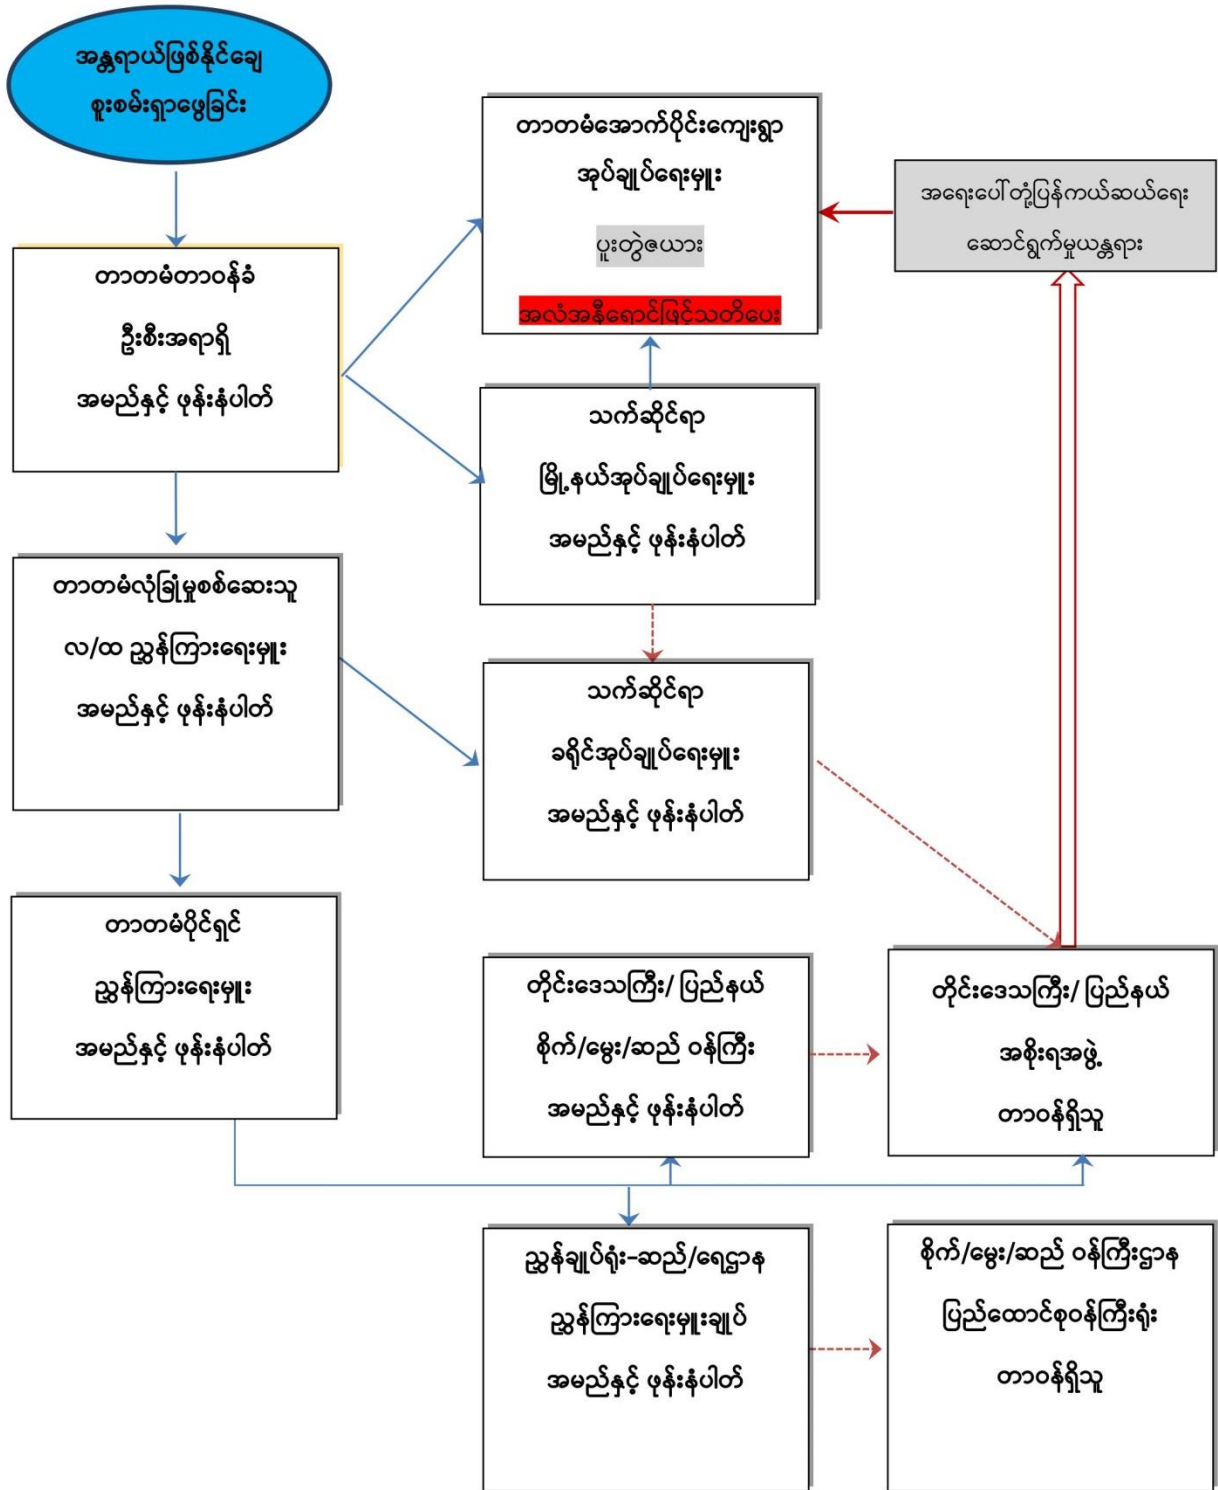 အန္တရာယ်ဖြစ်နိုင်ချေ
စူးစမ်းရှာဖွေခြင်း
တာတမံအောက်ပိုင်းကျေးရွာ
အုပ်ချုပ်ရေးမှူး
ပူးတွဲဇယား
အလံအနီရောင်ဖြင့်သတိပေး
အရေးပေါ်တုံ့ပြန်ကယ်ဆယ်ရေး
ဆောင်ရွက်မှုယန္တရား
တာတမံတာဝန်ခံ
ဦးစီးအရာရှိ
အမည်နှင့် ဖုန်းနံပါတ်
သက်ဆိုင်ရာ
မြို့နယ်အုပ်ချုပ်ရေးမှူး
အမည်နှင့် ဖုန်းနံပါတ်
တာတမံလုံခြုံမှုစစ်ဆေးသူ
လ/ထ ညွှန်ကြားရေးမှူး
အမည်နှင့် ဖုန်းနံပါတ်
သက်ဆိုင်ရာ
ခရိုင်အုပ်ချုပ်ရေးမှူး
အမည်နှင့် ဖုန်းနံပါတ်
တာတမံပိုင်ရှင်
ညွှန်ကြားရေးမှူး
အမည်နှင့် ဖုန်းနံပါတ်
တိုင်းဒေသကြီး/ ပြည်နယ်
စိုက်/မွေး/ဆည် ဝန်ကြီး
အမည်နှင့် ဖုန်းနံပါတ်
တိုင်းဒေသကြီး/ ပြည်နယ်
အစိုးရအဖွဲ့
တာဝန်ရှိသူ
ညွှန်ချုပ်ရုံး-ဆည်/ရေဌာန
ညွှန်ကြားရေးမှူးချုပ်
အမည်နှင့် ဖုန်းနံပါတ်
စိုက်/မွေး/ဆည် ဝန်ကြီးဌာန
ပြည်ထောင်စုဝန်ကြီးရုံး
တာဝန်ရှိသူ